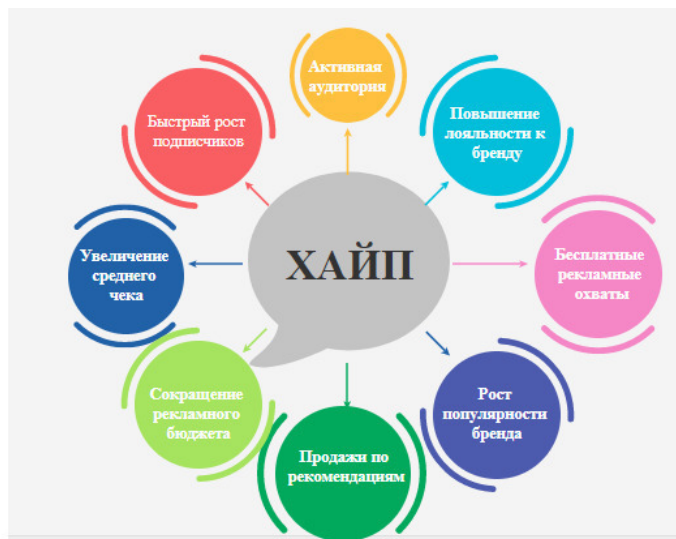 Активная
аудитория
Повышение
лояльности к
бренду
Бесплатные
рекламные
охваты
Рост
популярности
бренда
Продажи по
рекомендациям
Сокращение
рекламного
бюджета
Увеличение
среднего
чека
Быстрый рост
подписчиков
ХАЙП